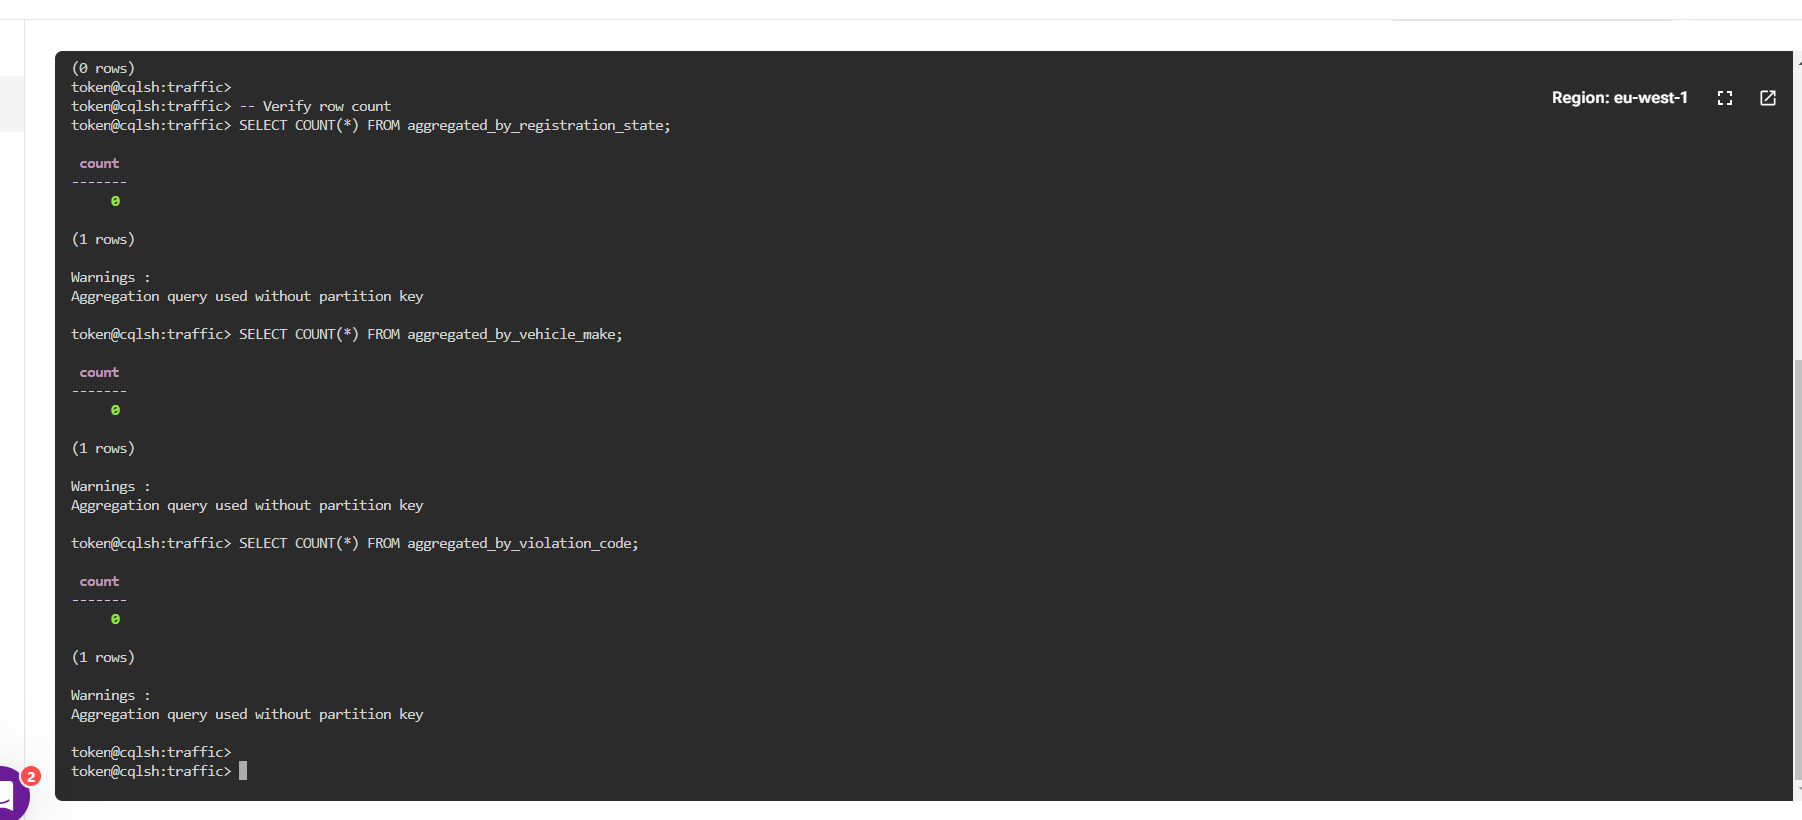 (0 rows)
token@cqlsh:traffic>
token@cqlsh:traffic> -- Verify row count
token@cqlsh:traffic> SELECT COUNT(*) FROM aggregated_by_registration_state;
Region: eu-west-1
count
-------
0
(1 rows)
Warnings :
Aggregation query used without partition key
token@cqlsh:traffic> SELECT COUNT(*) FROM aggregated_by_vehicle_make;
count
-------
0
(1 rows)
Warnings :
Aggregation query used without partition key
token@cqlsh:traffic> SELECT COUNT(*) FROM aggregated_by_violation_code;
count
-------
0
(1 rows)
Warnings :
Aggregation query used without partition key
token@cqlsh:traffic>
token@cqlsh:traffic>
2